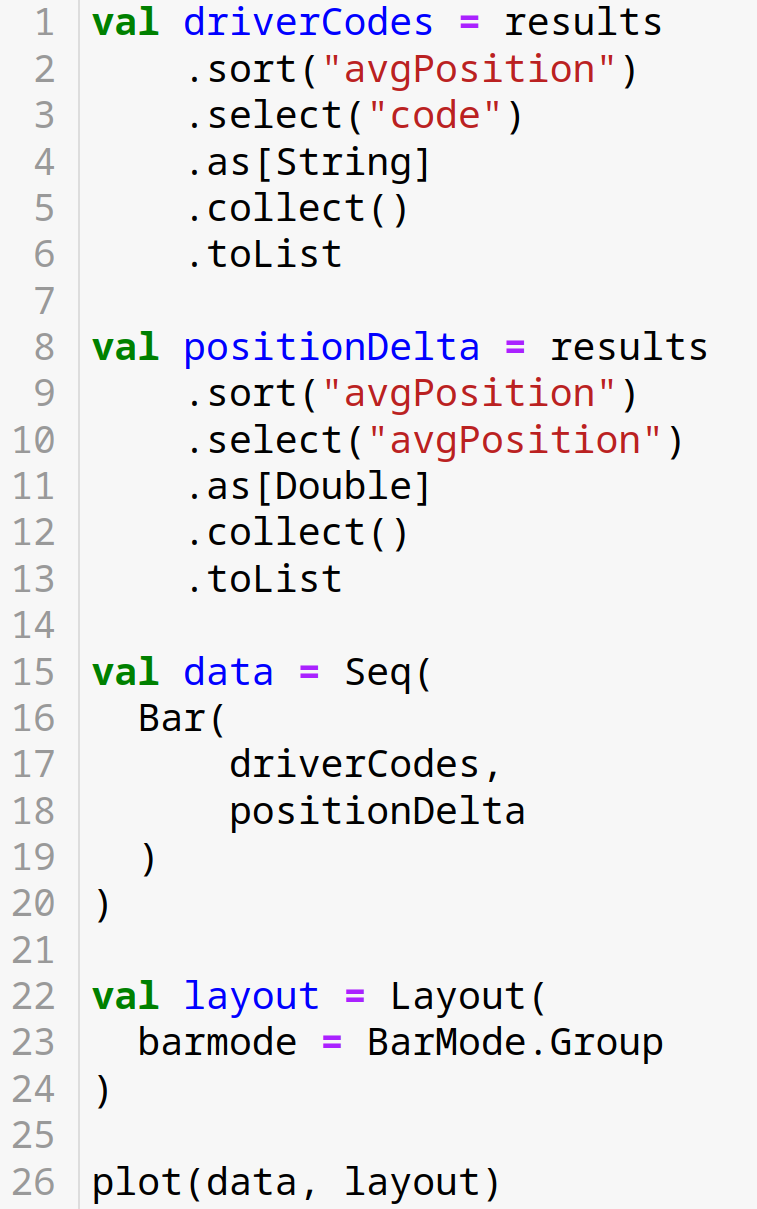 1 val driverCodes = results
2     .sort("avgPosition")
3     .select("code")
4     .as[String]
5     .collect()
6     .toList
7
8 val positionDelta = results
9     .sort("avgPosition")
10     .select("avgPosition")
11     .as[Double]
12     .collect()
13     .toList
14
15 val data = Seq(
16   Bar(
17       driverCodes,
18       positionDelta
19   )
20 )
21
22 val layout = Layout(
23   barmode = BarMode.Group
24 )
25
26 plot(data, layout)